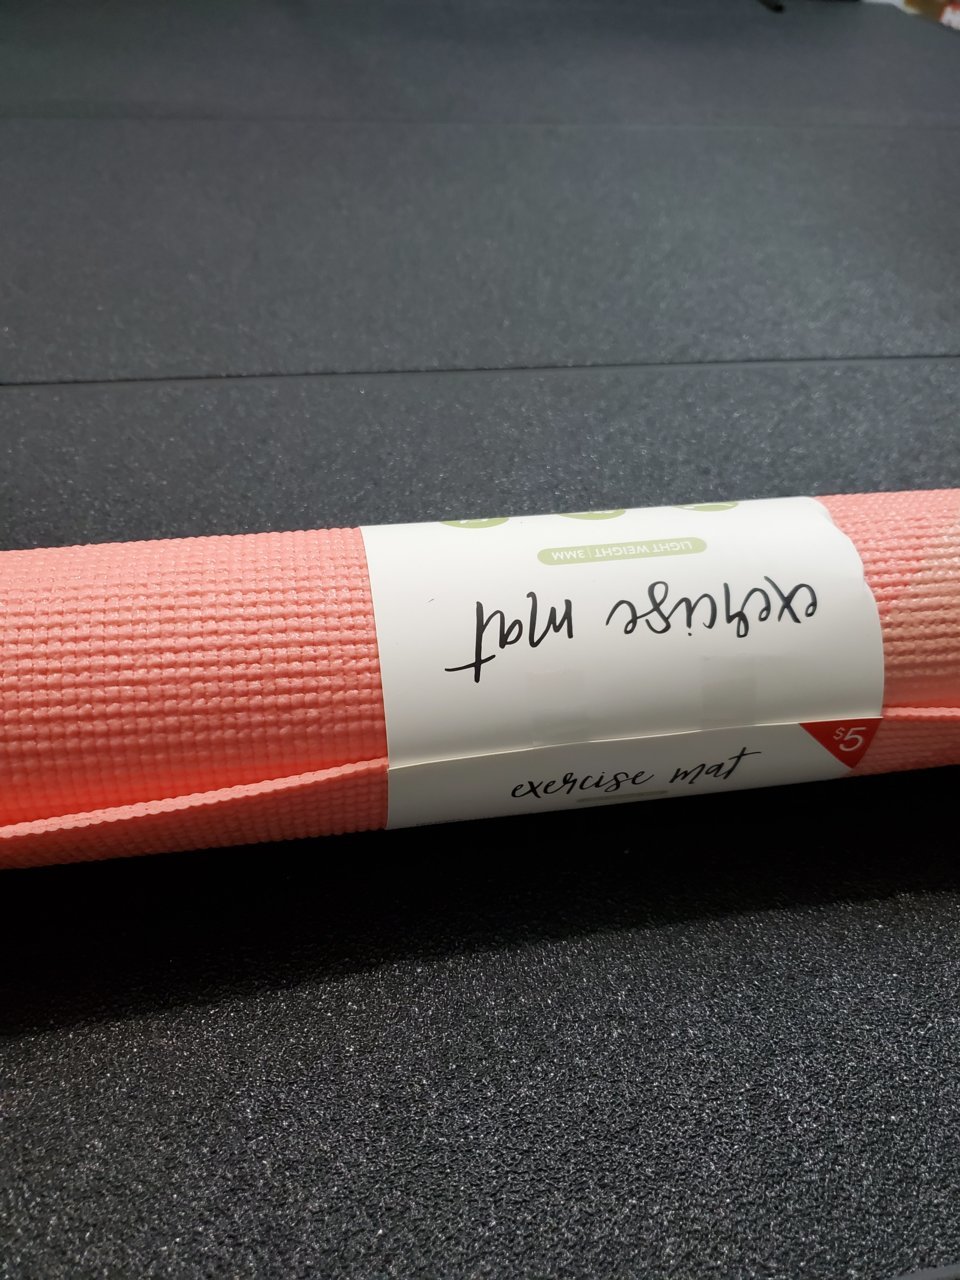 LIGHT WEIGHT | 3MM
exercise mat
exercise mat
$5